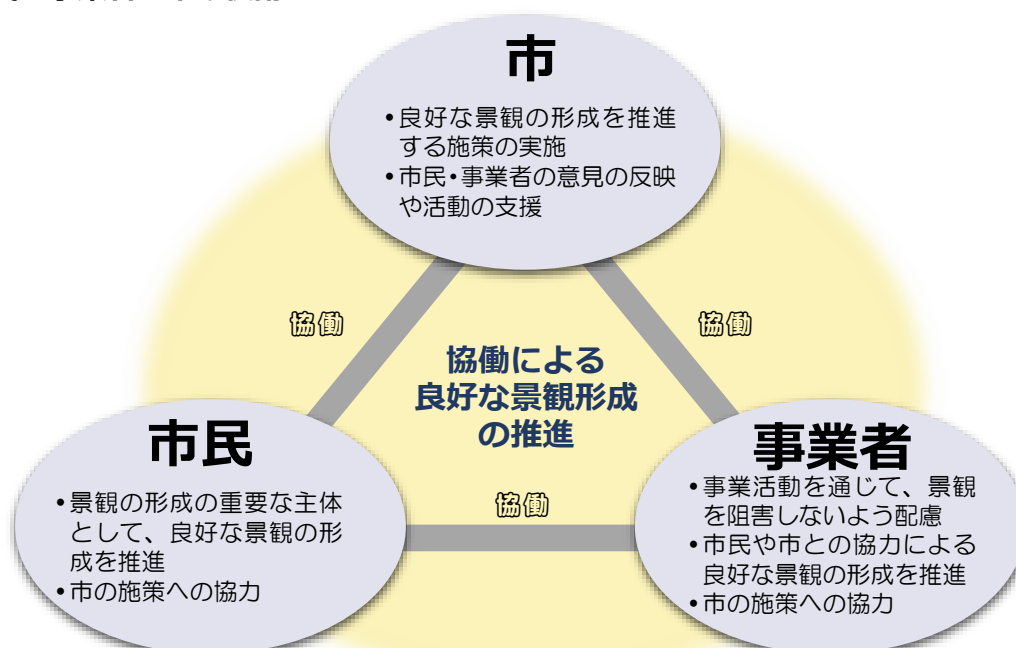 市
•良好な景観の形成を推進
する施策の実施
•市民・事業者の意見の反映
や活動の支援
協働
協働
協働による
良好な景観形成
の推進
市民
•景観の形成の重要な主体
として、良好な景観の形
成を推進
•市の施策への協力
協働
事業者
•事業活動を通じて、景観
を阻害しないよう配慮
•市民や市との協力による
良好な景観の形成を推進
•市の施策への協力